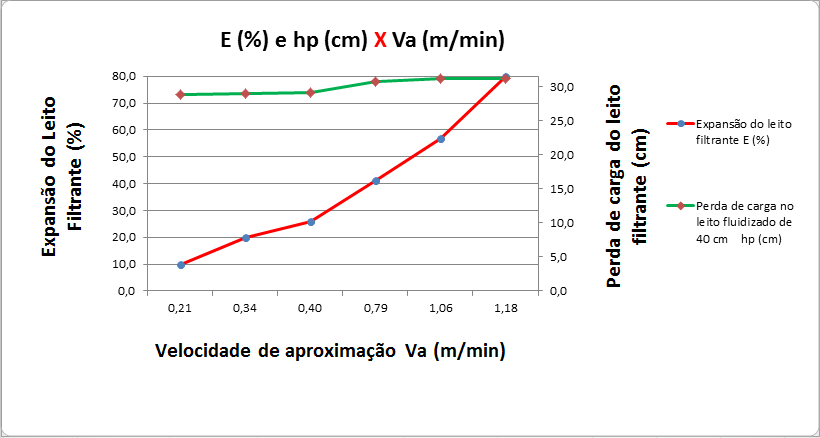 E (%) e hp (cm) X Va (m/min)
Expansão do Leito
Filtrante (%)
80,0
70,0
60,0
50,0
40,0
30,0
20,0
10,0
0,0
30,0
25,0
20,0
15,0
10,0
5,0
0,0
Perda de carga do leito
filtrante (cm)
0,21 0,34 0,40 0,79 1,06 1,18
Velocidade de aproximação Va (m/min)
Expansão do leito
filtrante E (%)
Perda de carga no
leito fluidizado de
40 cm hp (cm)